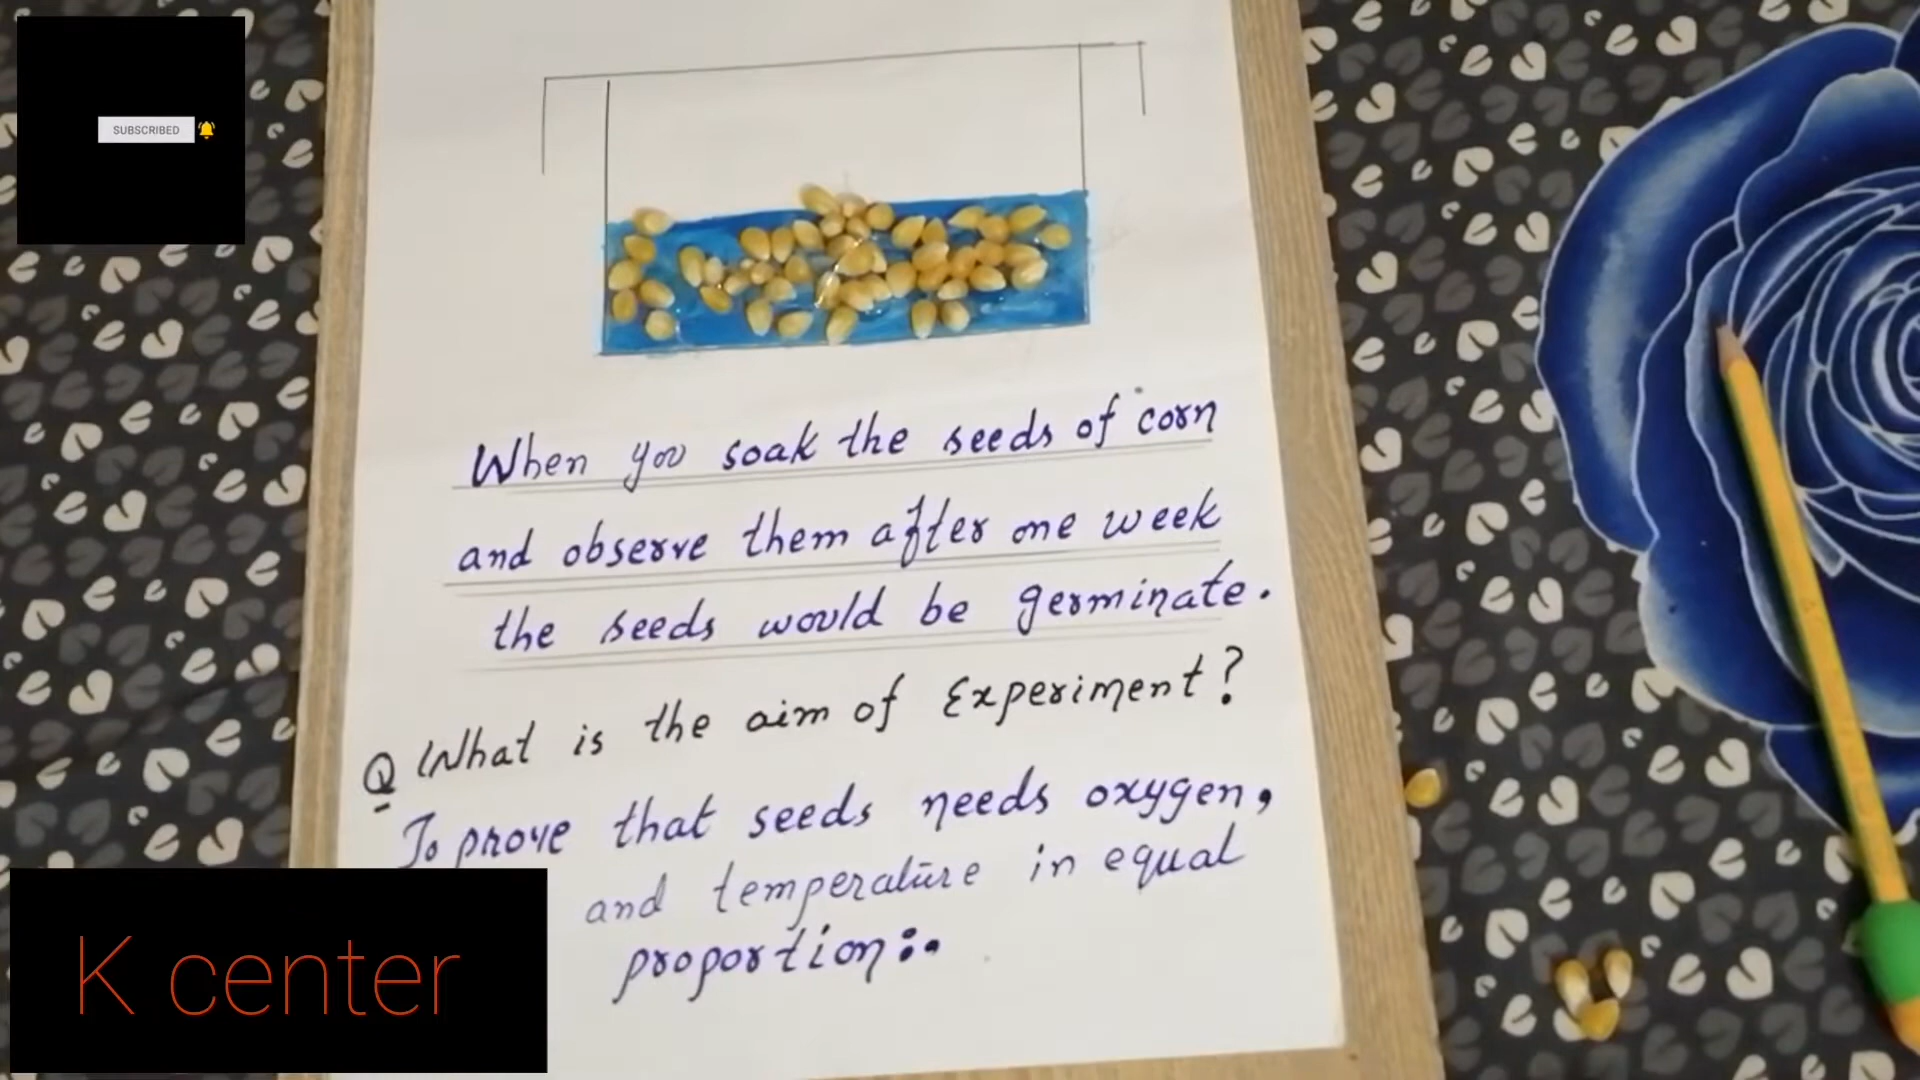 SUBSCRIBED
When you soak the seeds of corn
and observe them after one week
the seeds would be germinate.
Q What is the aim of Experiment?
To prove that seeds needs oxygen,
and temperature in equal
proportion:.
K center